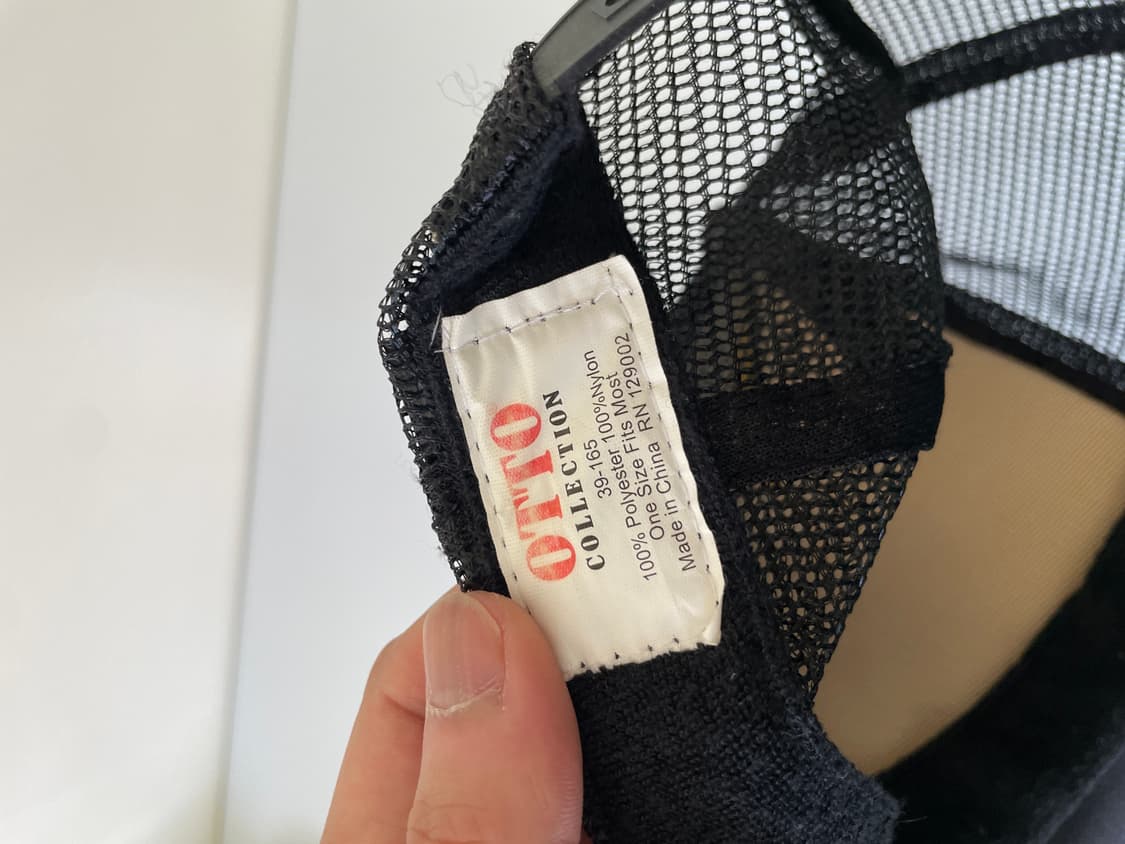 OTTO
COLLECTION
39-165
100% Polyester 100%Nylon
One Size Fits Most
Made in China RN 129002